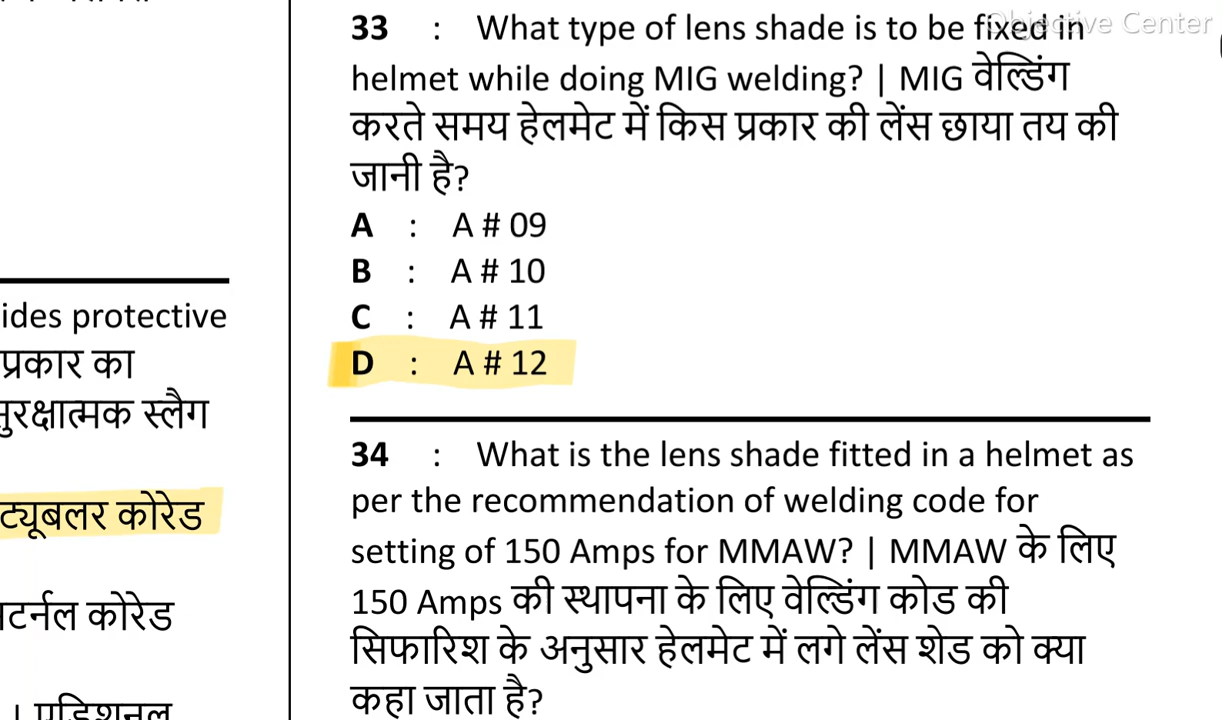 ides protective
प्रकार का
सुरक्षात्मक स्लैग
ट्यूबलर कोरेड
कोरेड
33 : What type of lens shade is to be fixed in
helmet while doing MIG welding? | MIG वेल्डिंग
करते समय हेलमेट में किस प्रकार की लेंस छाया तय की
जानी है?
A : A # 09
B : A # 10
C : A # 11
D : A # 12
34 : What is the lens shade fitted in a helmet as
per the recommendation of welding code for
setting of 150 Amps for MMAW? | MMAW के लिए
150 Amps की स्थापना के लिए वेल्डिंग कोड की
सिफारिश के अनुसार हेलमेट में लगे लेंस शेड को क्या
कहा जाता है?
Objective Center